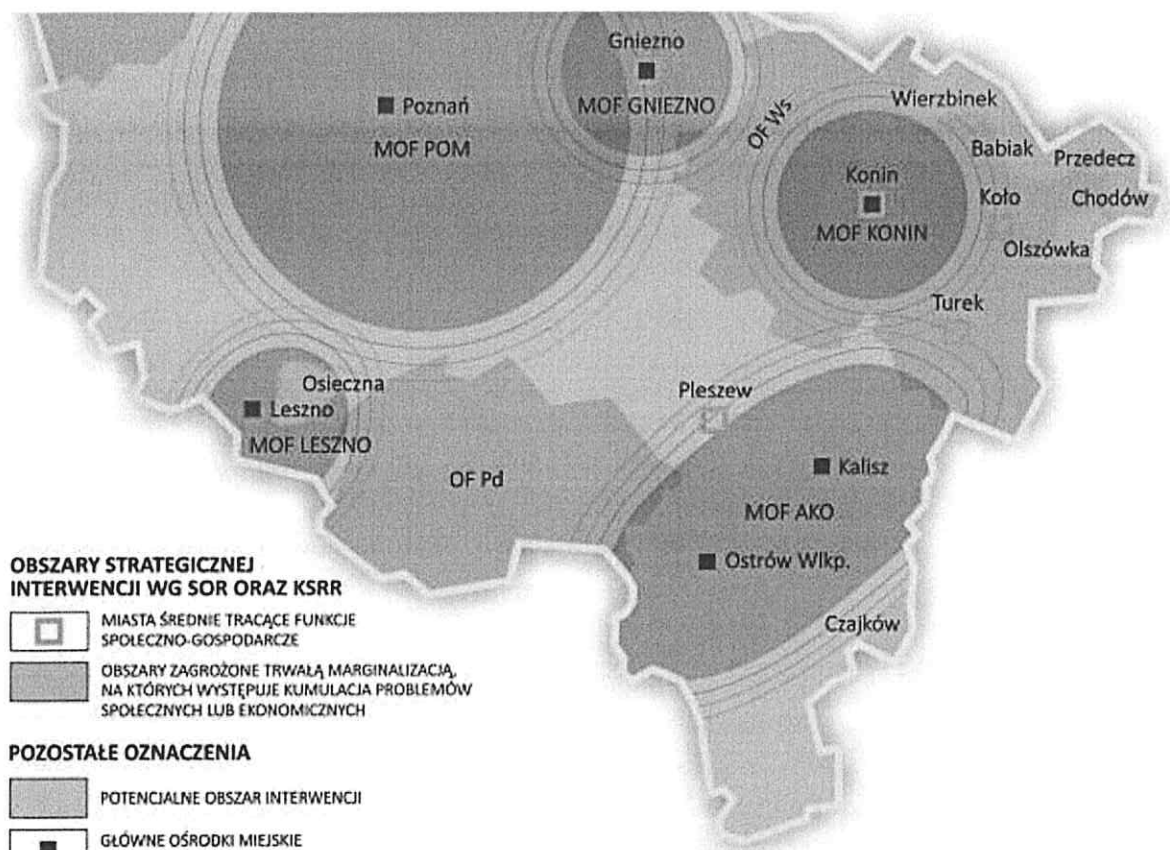 Gniezno
MOF GNIEZNO
Poznań
MOF POM
OF Ws
Wierzbinek
Babiak
Przedecz
Konin
Koło
Chodów
MOF KONIN
Olszówka
Turek
Osieczna
Leszno
MOF LESZNO
Pleszew
OF Pd
Kalisz
MOF AKO
Ostrów Wlkp.
Czajków
OBSZARY STRATEGICZNEJ
INTERWENCJI WG SOR ORAZ KSRR
MIASTA ŚREDNIE TRACĄCE FUNKCJE
SPOŁECZNO-GOSPODARCZE
OBSZARY ZAGROŻONE TRWAŁĄ MARGINALIZACJĄ,
NA KTÓRYCH WYSTĘPUJE KUMULACJA PROBLEMÓW
SPOŁECZNYCH LUB EKONOMICZNYCH
POZOSTAŁE OZNACZENIA
POTENCJALNE OBSZAR INTERWENCJI
GŁÓWNE OŚRODKI MIEJSKIE